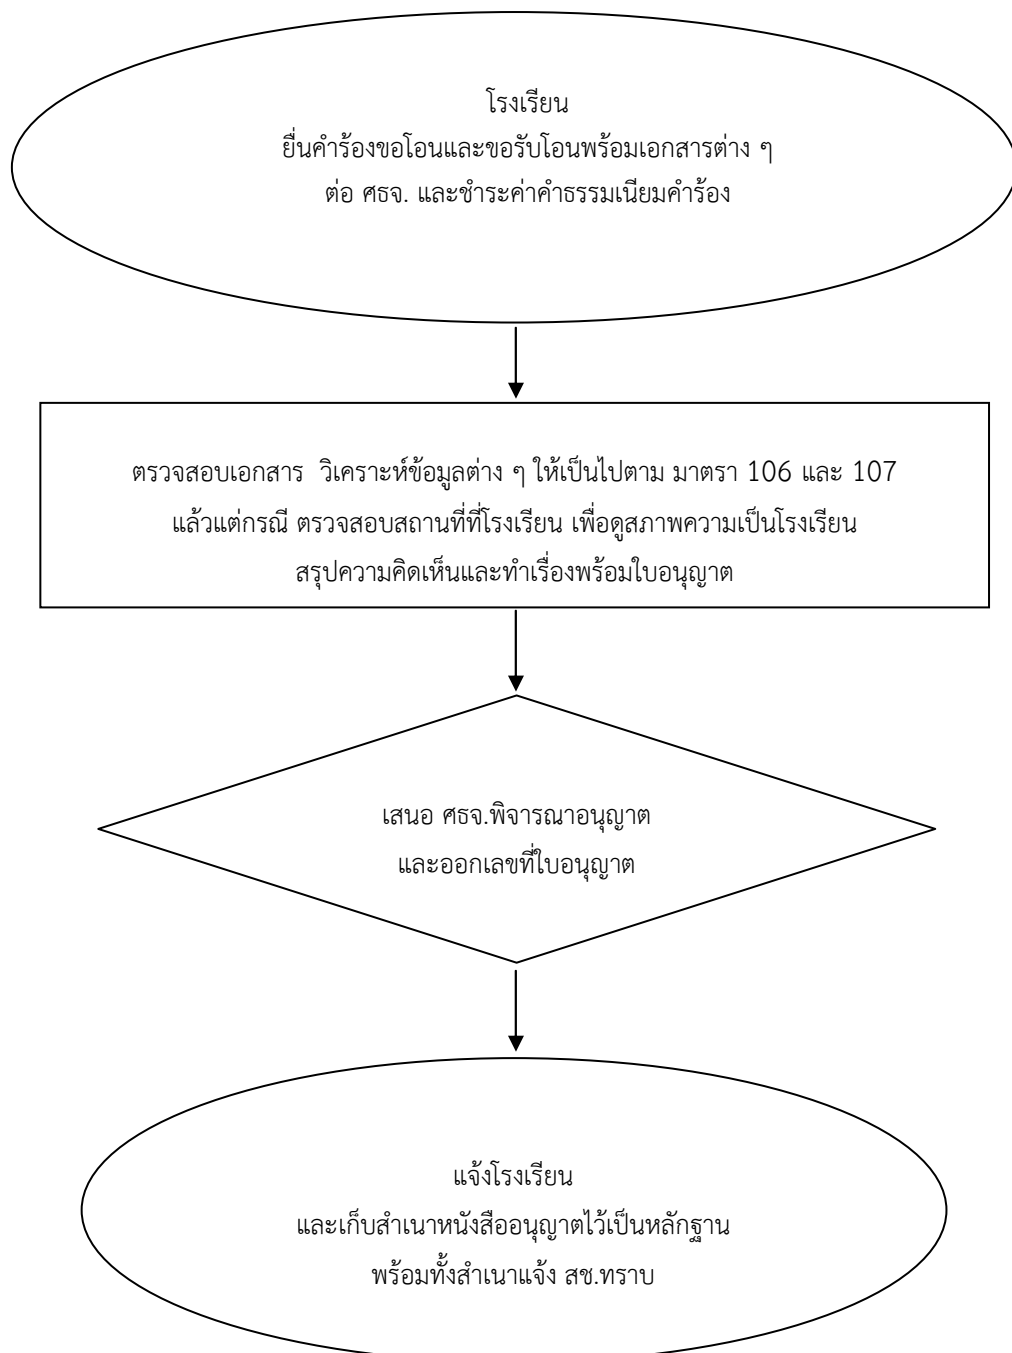 โรงเรียน
ยื่นคำร้องขอโอนและขอรับโอนพร้อมเอกสารต่าง ๆ
ต่อ ศธจ. และชำระค่าคำธรรมเนียมคำร้อง
ตรวจสอบเอกสาร วิเคราะห์ข้อมูลต่าง ๆ ให้เป็นไปตาม มาตรา 106 และ 107
แล้วแต่กรณี ตรวจสอบสถานที่ที่โรงเรียน เพื่อดูสภาพความเป็นโรงเรียน
สรุปความคิดเห็นและทำเรื่องพร้อมใบอนุญาต
เสนอ ศธจ.พิจารณาอนุญาต
และออกเลขที่ใบอนุญาต
แจ้งโรงเรียน
และเก็บสำเนาหนังสืออนุญาตไว้เป็นหลักฐาน
พร้อมทั้งสำเนาแจ้ง สช.ทราบ